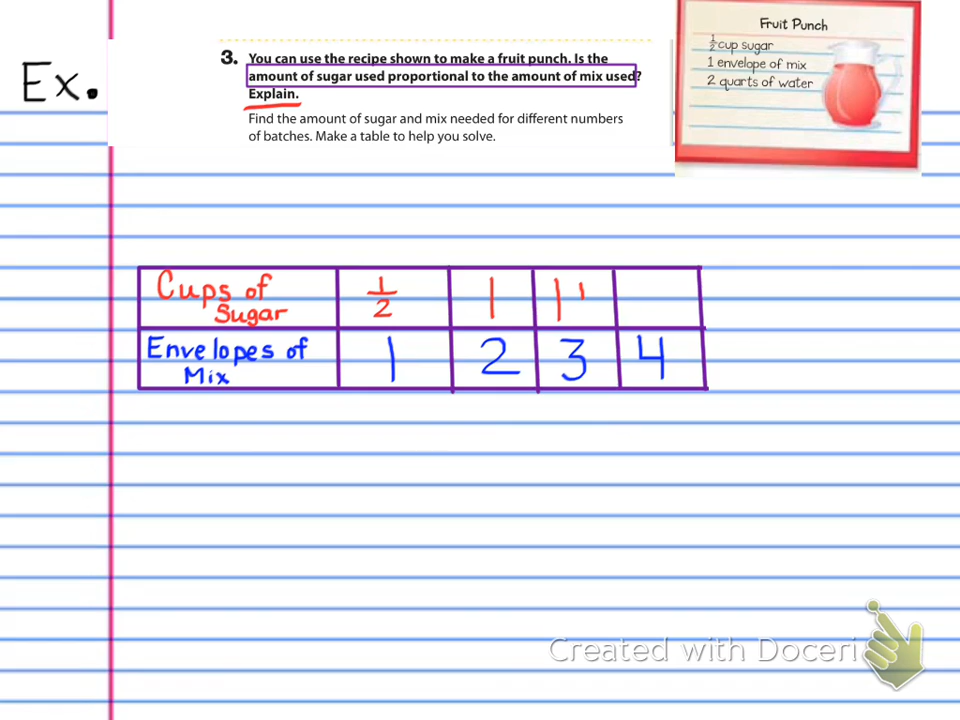 Ex.
3. You can use the recipe shown to make a fruit punch. Is the
amount of sugar used proportional to the amount of mix used?
Explain.
Find the amount of sugar and mix needed for different numbers
of batches. Make a table to help you solve.
Fruit Punch
1/2 cup sugar
1 envelope of mix
2 quarts of water
Cups of Sugar 1/2 1 1 1
Envelopes of Mix 1 2 3 4
Created with Doceri